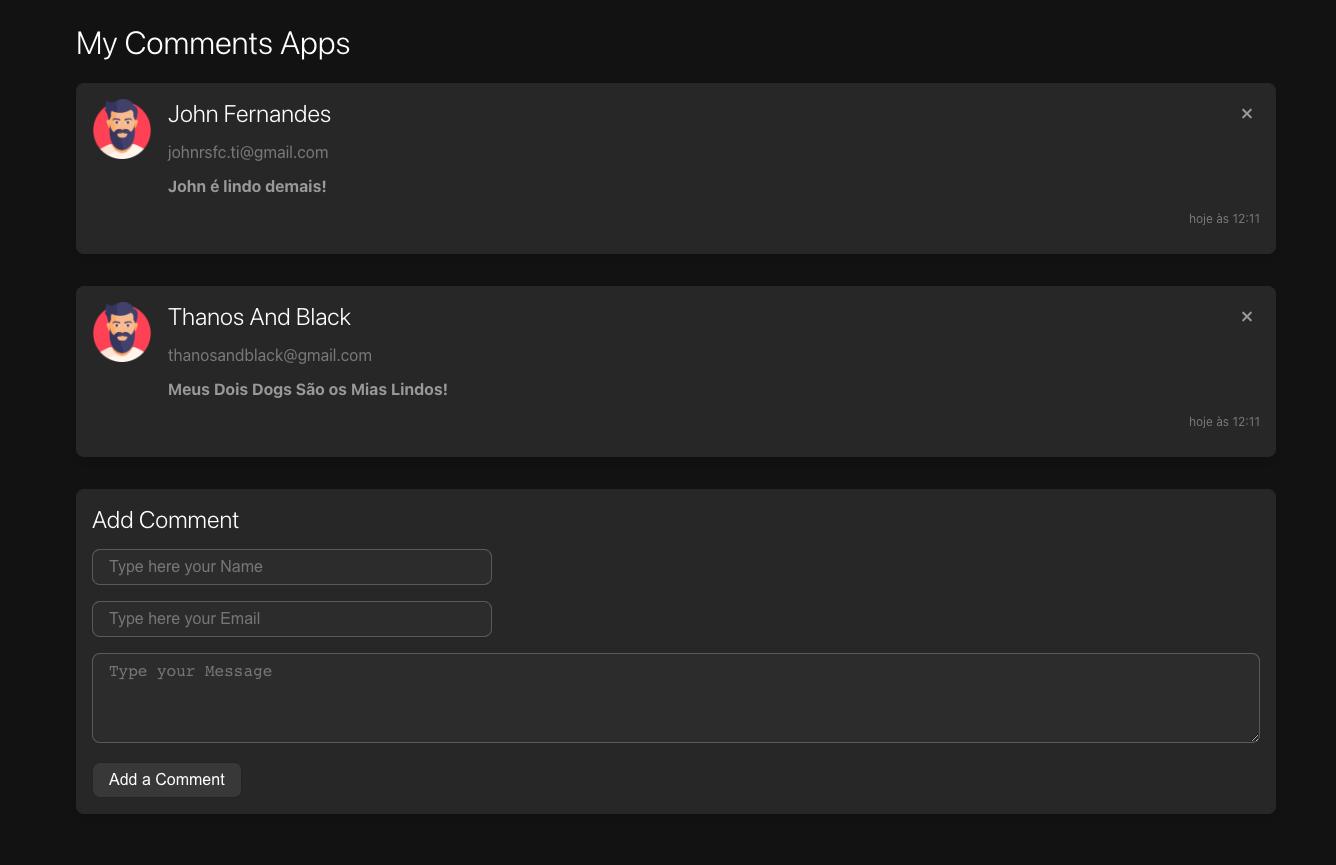 My Comments Apps
John Fernandes
×
johnrsfc.ti@gmail.com
John é lindo demais!
hoje às 12:11
Thanos And Black
×
thanosandblack@gmail.com
Meus Dois Dogs São os Mias Lindos!
hoje às 12:11
Add Comment
Type here your Name
Type here your Email
Type your Message
Add a Comment